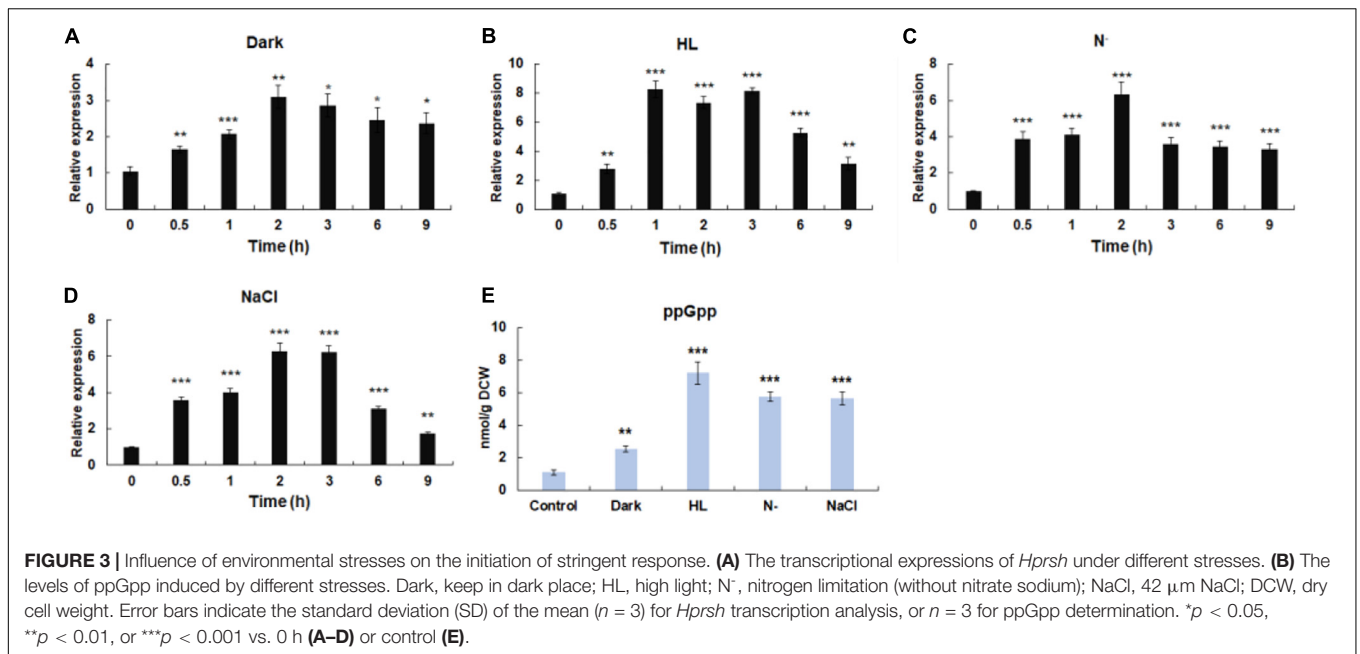 A
Dark
Relative expression
4
3
2
1
0
** *** ** * * *
0 0.5 1 2 3 6 9
Time (h)
B
HL
Relative expression
10
8
6
4
2
0
** *** *** *** *** **
0 0.5 1 2 3 6 9
Time (h)
C
N-
Relative expression
8
6
4
2
0
*** *** *** *** *** ***
0 0.5 1 2 3 6 9
Time (h)
D
NaCl
Relative expression
8
6
4
2
0
*** *** *** *** *** **
0 0.5 1 2 3 6 9
Time (h)
E
ppGpp
nmol/g DCW
10
8
6
4
2
0
** *** *** ***
Control Dark HL N- NaCl
FIGURE 3 | Influence of environmental stresses on the initiation of stringent response. (A) The transcriptional expressions of Hprsh under different stresses. (B) The
levels of ppGpp induced by different stresses. Dark, keep in dark place; HL, high light; N-, nitrogen limitation (without nitrate sodium); NaCl, 42 μm NaCl; DCW, dry
cell weight. Error bars indicate the standard deviation (SD) of the mean (n = 3) for Hprsh transcription analysis, or n = 3 for ppGpp determination. *p < 0.05,
**p < 0.01, or ***p < 0.001 vs. 0 h (A–D) or control (E).